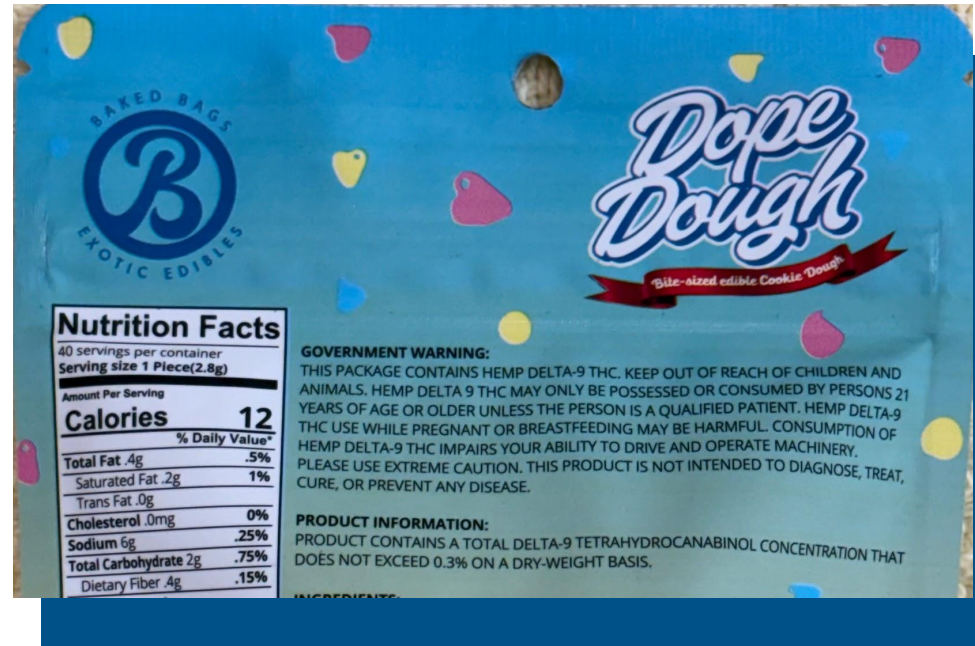 BAKED BAGS
B
EXOTIC EDIBLES
Dope
Dough
Bite-sized edible Cookie Dough
Nutrition Facts
40 servings per container
Serving size 1 Piece(2.8g)
Amount Per Serving
Calories 12
% Daily Value*
Total Fat .4g .5%
Saturated Fat .2g 1%
Trans Fat .0g
Cholesterol .0mg 0%
Sodium 6g .25%
Total Carbohydrate 2g .75%
Dietary Fiber .4g .15%
GOVERNMENT WARNING:
THIS PACKAGE CONTAINS HEMP DELTA-9 THC. KEEP OUT OF REACH OF CHILDREN AND
ANIMALS. HEMP DELTA 9 THC MAY ONLY BE POSSESSED OR CONSUMED BY PERSONS 21
YEARS OF AGE OR OLDER UNLESS THE PERSON IS A QUALIFIED PATIENT. HEMP DELTA-9
THC USE WHILE PREGNANT OR BREASTFEEDING MAY BE HARMFUL. CONSUMPTION OF
HEMP DELTA-9 THC IMPAIRS YOUR ABILITY TO DRIVE AND OPERATE MACHINERY.
PLEASE USE EXTREME CAUTION. THIS PRODUCT IS NOT INTENDED TO DIAGNOSE, TREAT,
CURE, OR PREVENT ANY DISEASE.
PRODUCT INFORMATION:
PRODUCT CONTAINS A TOTAL DELTA-9 TETRAHYDROCANABINOL CONCENTRATION THAT
DOES NOT EXCEED 0.3% ON A DRY-WEIGHT BASIS.
INGREDIENTS: